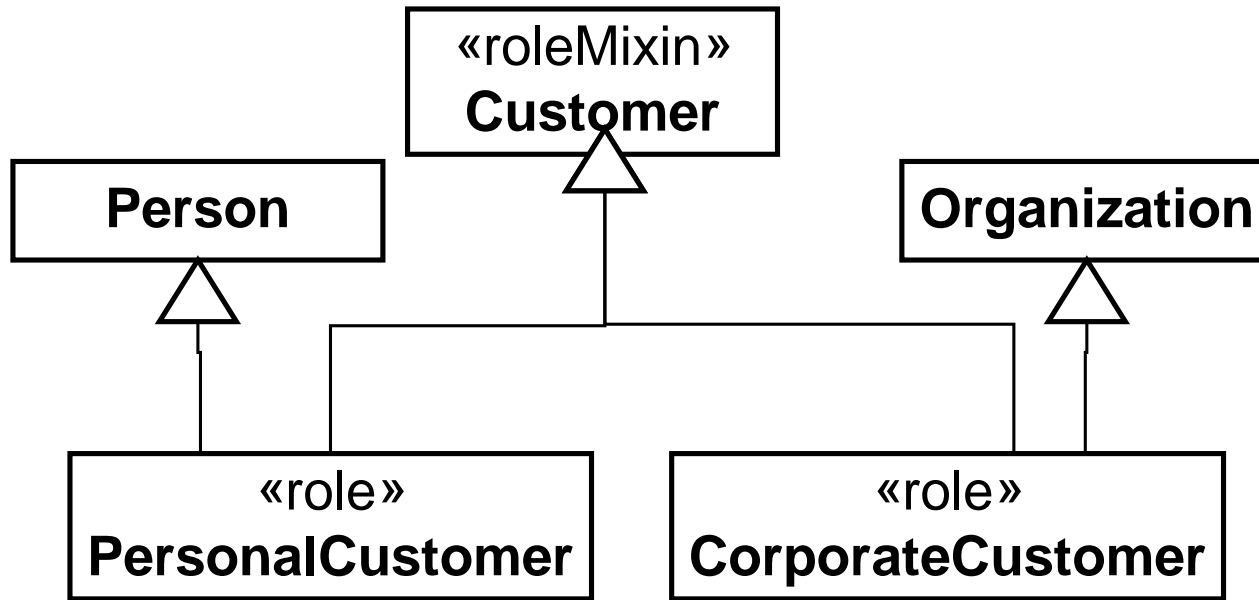 «roleMixin»
Customer
Person
Organization
«role»
PersonalCustomer
«role»
CorporateCustomer